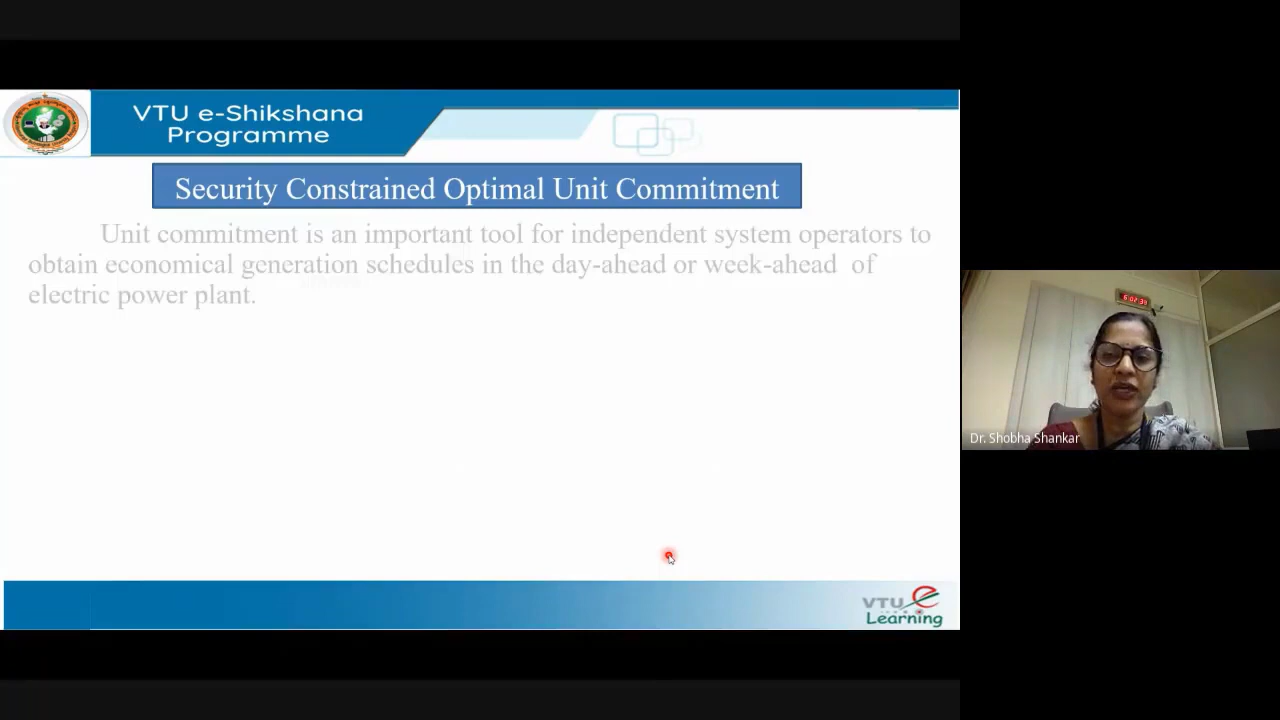 VTU e-Shikshana
Programme
Security Constrained Optimal Unit Commitment
Unit commitment is an important tool for independent system operators to
obtain economical generation schedules in the day-ahead or week-ahead of
electric power plant.
Dr. Shobha Shankar
VTU e
Learning